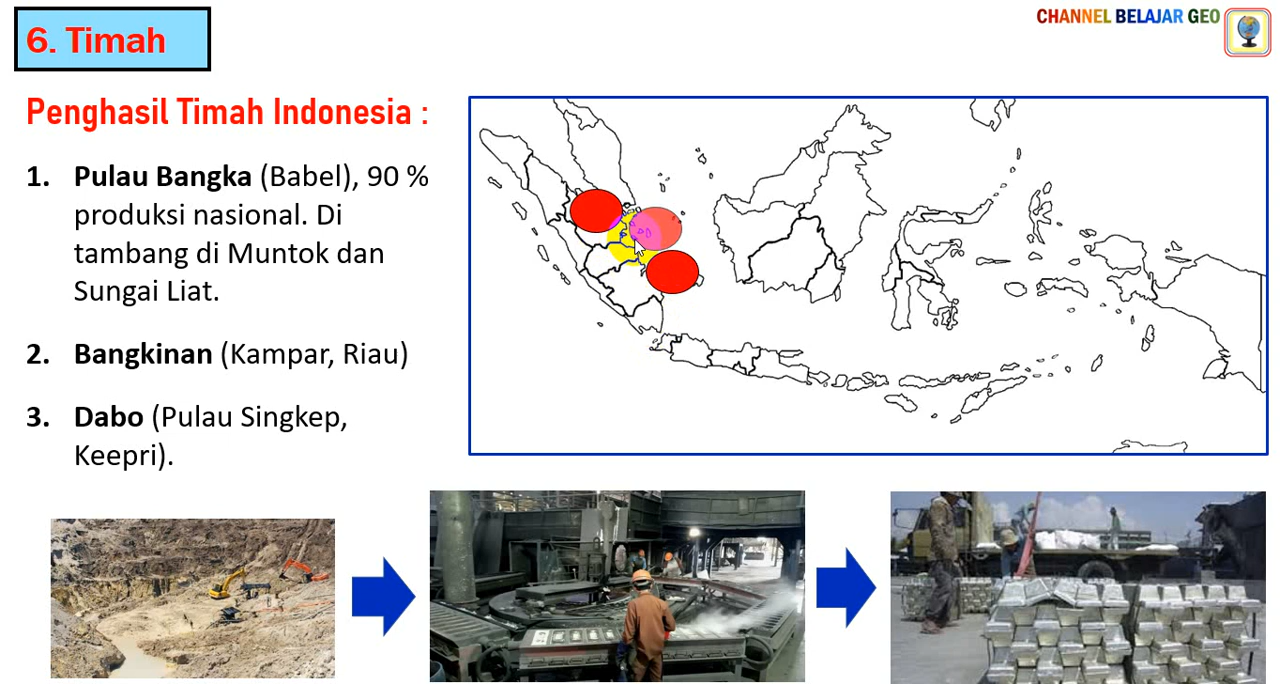 6. Timah
CHANNEL BELAJAR GEO
Penghasil Timah Indonesia :
1. Pulau Bangka (Babel), 90 %
produksi nasional. Di
tambang di Muntok dan
Sungai Liat.
2. Bangkinan (Kampar, Riau)
3. Dabo (Pulau Singkep,
Keepri).